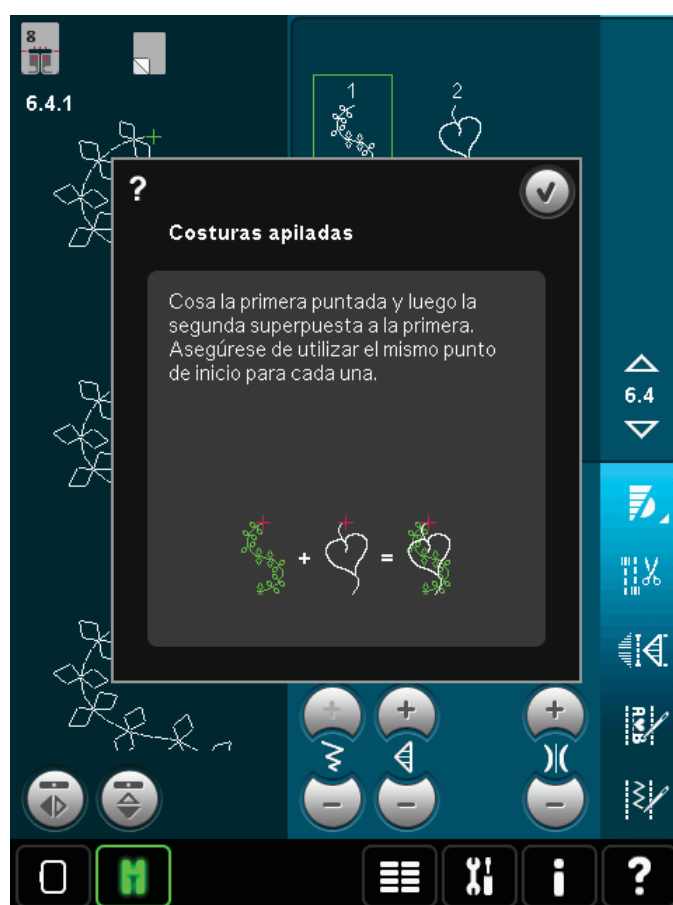 8
6.4.1
1 2
?
Costuras apiladas
Cosa la primera puntada y luego la
segunda superpuesta a la primera.
Asegúrese de utilizar el mismo punto
de inicio para cada una.
+ =
6.4
A♥B
+ + +
- - -
i ?